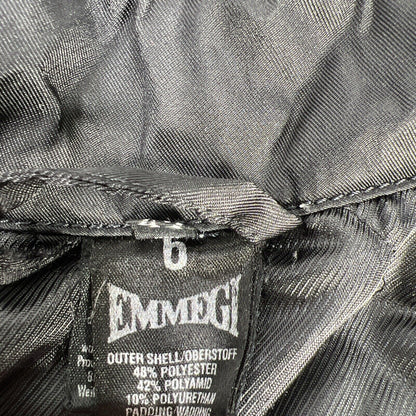 6
EMMEGI
OUTER SHELL/OBERSTOFF
48% POLYESTER
42% POLYAMID
10% POLYURETHAN
PADDING/WADDING